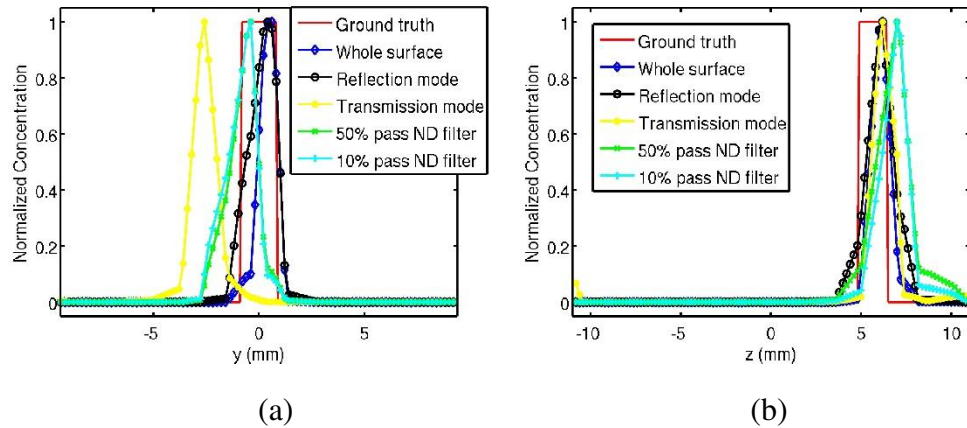 Normalized Concentration
1
0.8
0.6
0.4
0.2
0
-5
0
5
y (mm)
Ground truth
Whole surface
Reflection mode
Transmission mode
50% pass ND filter
10% pass ND filter
(a)
Normalized Concentration
1
0.8
0.6
0.4
0.2
0
-10
-5
0
5
10
z (mm)
Ground truth
Whole surface
Reflection mode
Transmission mode
50% pass ND filter
10% pass ND filter
(b)